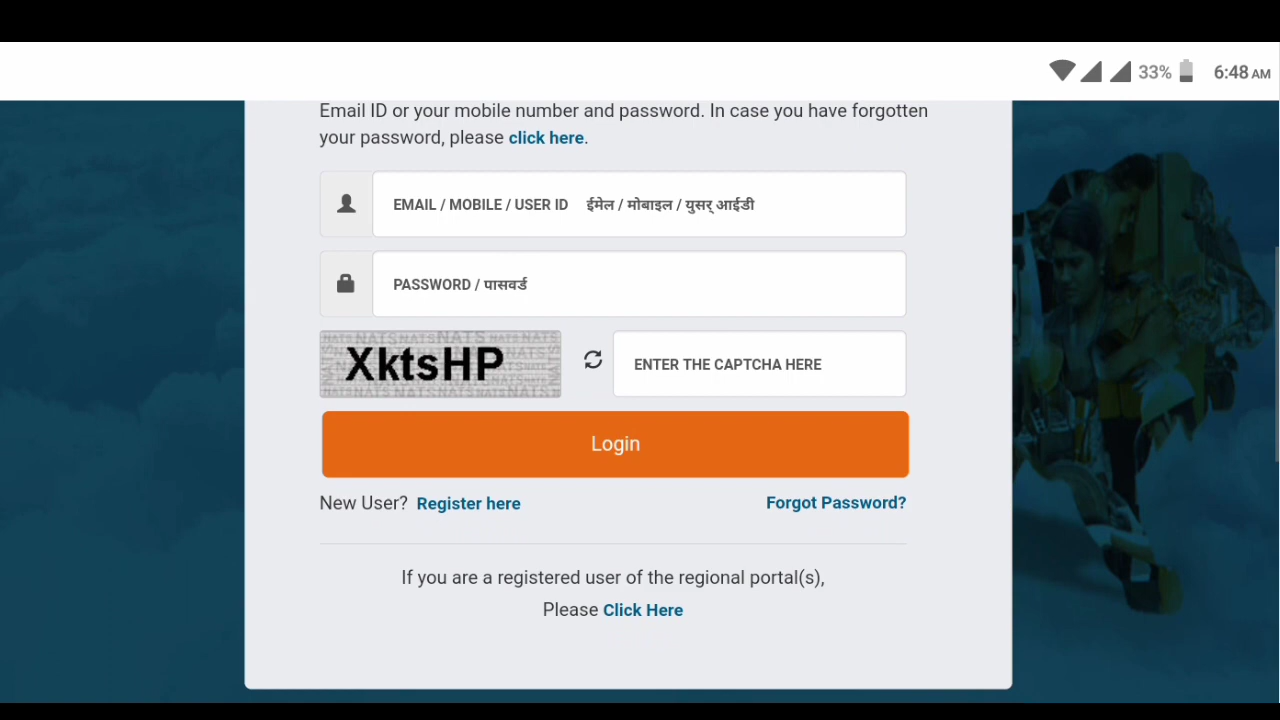 33% 6:48 AM
Email ID or your mobile number and password. In case you have forgotten
your password, please click here.
EMAIL / MOBILE / USER ID ईमेल / मोबाइल / युसर् आईडी
PASSWORD / पासवर्ड
XktsHP
ENTER THE CAPTCHA HERE
Login
New User? Register here Forgot Password?
If you are a registered user of the regional portal(s),
Please Click Here